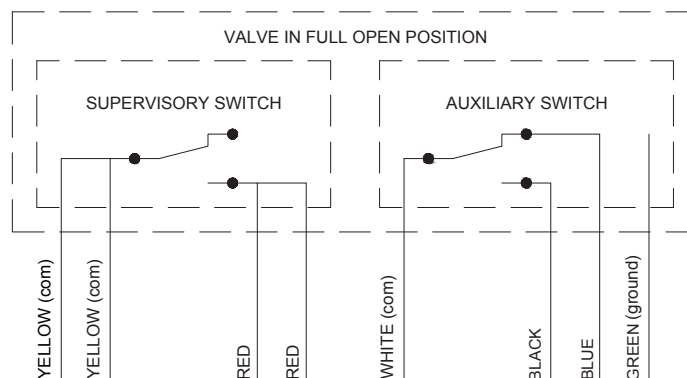 VALVE IN FULL OPEN POSITION
SUPERVISORY SWITCH
AUXILIARY SWITCH
YELLOW (com)
YELLOW (com)
RED
RED
WHITE (com)
BLACK
BLUE
GREEN (ground)